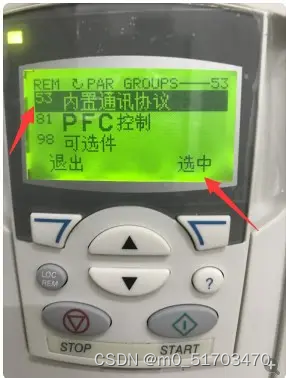 REM ↻ PAR GROUPS——53
53 内置通讯协议
81 PFC控制
98 可选件
退出 选中
LOC
REM
?
STOP START
CSDN @m0_51703470